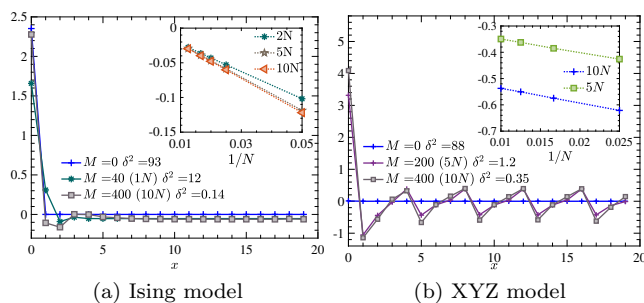 2.5
2
1.5
1
0.5
0
0 5 10 15 20
x
M =0 δ² =93
M =40 (1N) δ² =12
M =400 (10N) δ² =0.14
0
-0.05
-0.1
-0.15
0.01 0.03 0.05
1/N
2N
5N
10N
(a) Ising model
5
4
3
2
1
0
-1
0 5 10 15 20
x
M =0 δ² =88
M =200 (5N) δ² =1.2
M =400 (10N) δ² =0.35
-0.3
-0.4
-0.5
-0.6
-0.7
0.01 0.015 0.02 0.025
1/N
10N
5N
(b) XYZ model